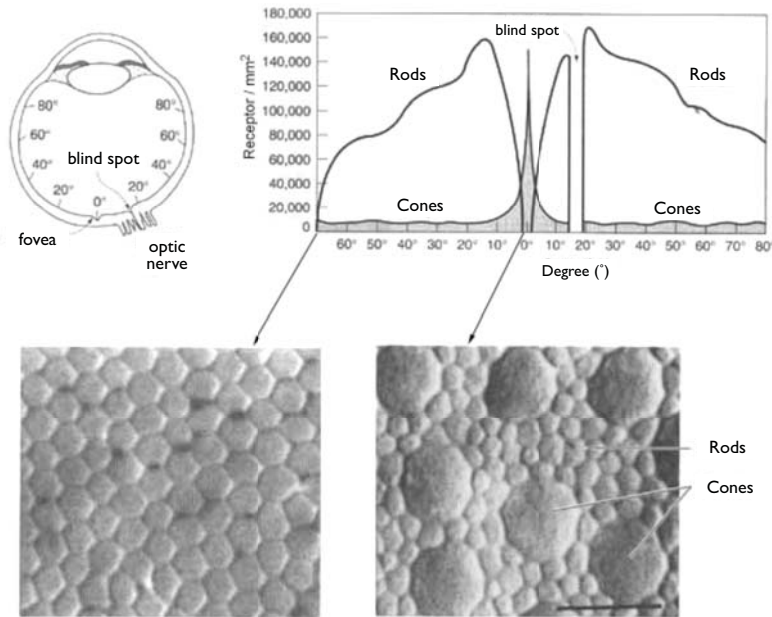 80°
80°
60°
60°
blind spot
40°
40°
20°
0°
20°
fovea
optic
nerve
Receptor / mm²
180,000
160,000
140,000
120,000
100,000
80,000
60,000
40,000
20,000
0
blind spot
Rods
Rods
Cones
Cones
60° 50° 40° 30° 20° 10° 0° 10° 20° 30° 40° 50° 60° 70° 80°
Degree (°)
Rods
Cones